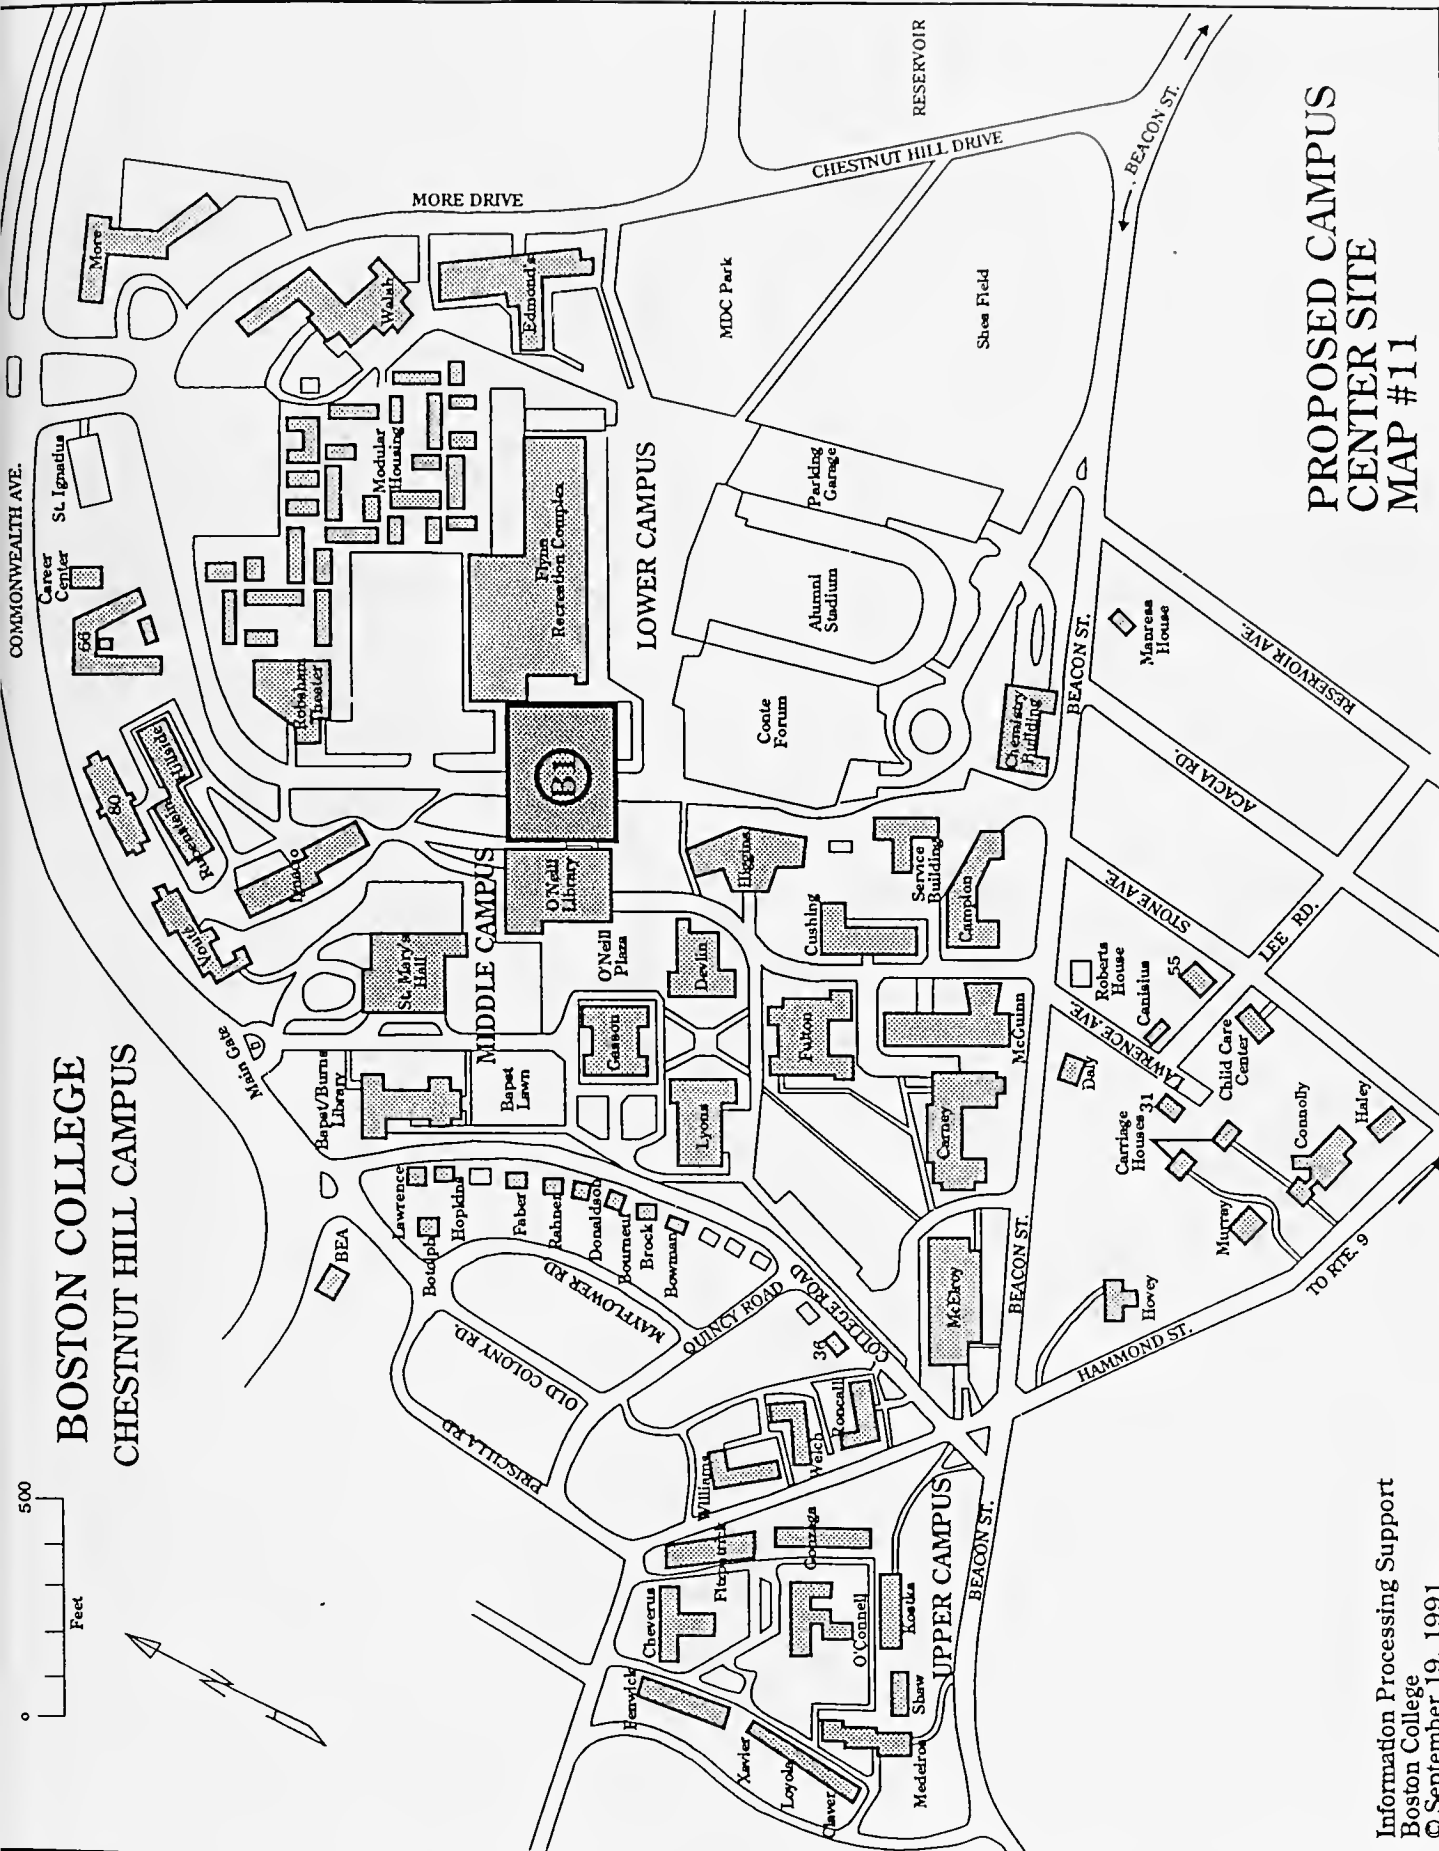 BOSTON COLLEGE
CHESTNUT HILL CAMPUS
0
500
Feet
N
COMMONWEALTH AVE.
St. Ignatius
Career
Center
66
More
MORE DRIVE
Walsh
Edmond's
CHESTNUT HILL DRIVE
RESERVOIR
BEACON ST.
MDC Park
Shea Field
Modular
Housing
Flynn
Recreation Complex
LOWER CAMPUS
Parking
Garage
Alumni
Stadium
Conte
Forum
Robsham
Theater
80
Rubenstein
Hillside
Ignacio
Voute
B1
MIDDLE CAMPUS
O'Neill
Library
O'Neill
Plaza
St. Mary's
Hall
Main Gate
Bapst/Burns
Library
Bapst
Lawn
Gasson
Devlin
Lyons
Higgins
Cushing
Service
Building
Campion
Chemistry
Building
Fulton
McGuinn
Carney
McElroy
BEACON ST.
BEACON ST.
BEACON ST.
Manresa
House
RESERVOIR AVE.
ACACIA RD.
STONE AVE.
LEE RD.
LAWRENCE AVE.
Roberts
House
Canisius
55
Daly
31
Child Care
Center
Carriage
Houses
Connolly
Haley
Murray
Hovey
HAMMOND ST.
TO RTE. 9
BEA
Lawrence
Botolph
Hopkins
Faber
Rahner
Donaldson
Bourneuf
Brock
Bowman
MAYFLOWER RD
OLD COLONY RD.
PRISCILLA RD
QUINCY ROAD
COLLEGE ROAD
36
Roncalli
Welch
Williams
Fitzpatrick
Gonzaga
Cheverus
O'Connell
Kostka
Shaw
Medeiros
Fenwick
Xavier
Loyola
Claver
UPPER CAMPUS
PROPOSED CAMPUS
CENTER SITE
MAP #11
Information Processing Support
Boston College
© September 19, 1991